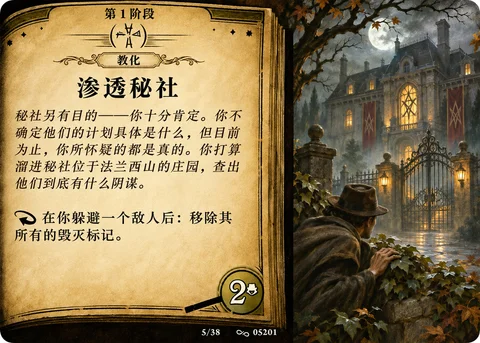 第1阶段
教化
渗透秘社
秘社另有目的——你十分肯定。你不
确定他们的计划具体是什么，但目前
为止，你所怀疑的都是真的。你打算
溜进秘社位于法兰西山的庄园，查出
他们到底有什么阴谋。
在你躲避一个敌人后：移除其
所有的毁灭标记。
2
5/38 05201